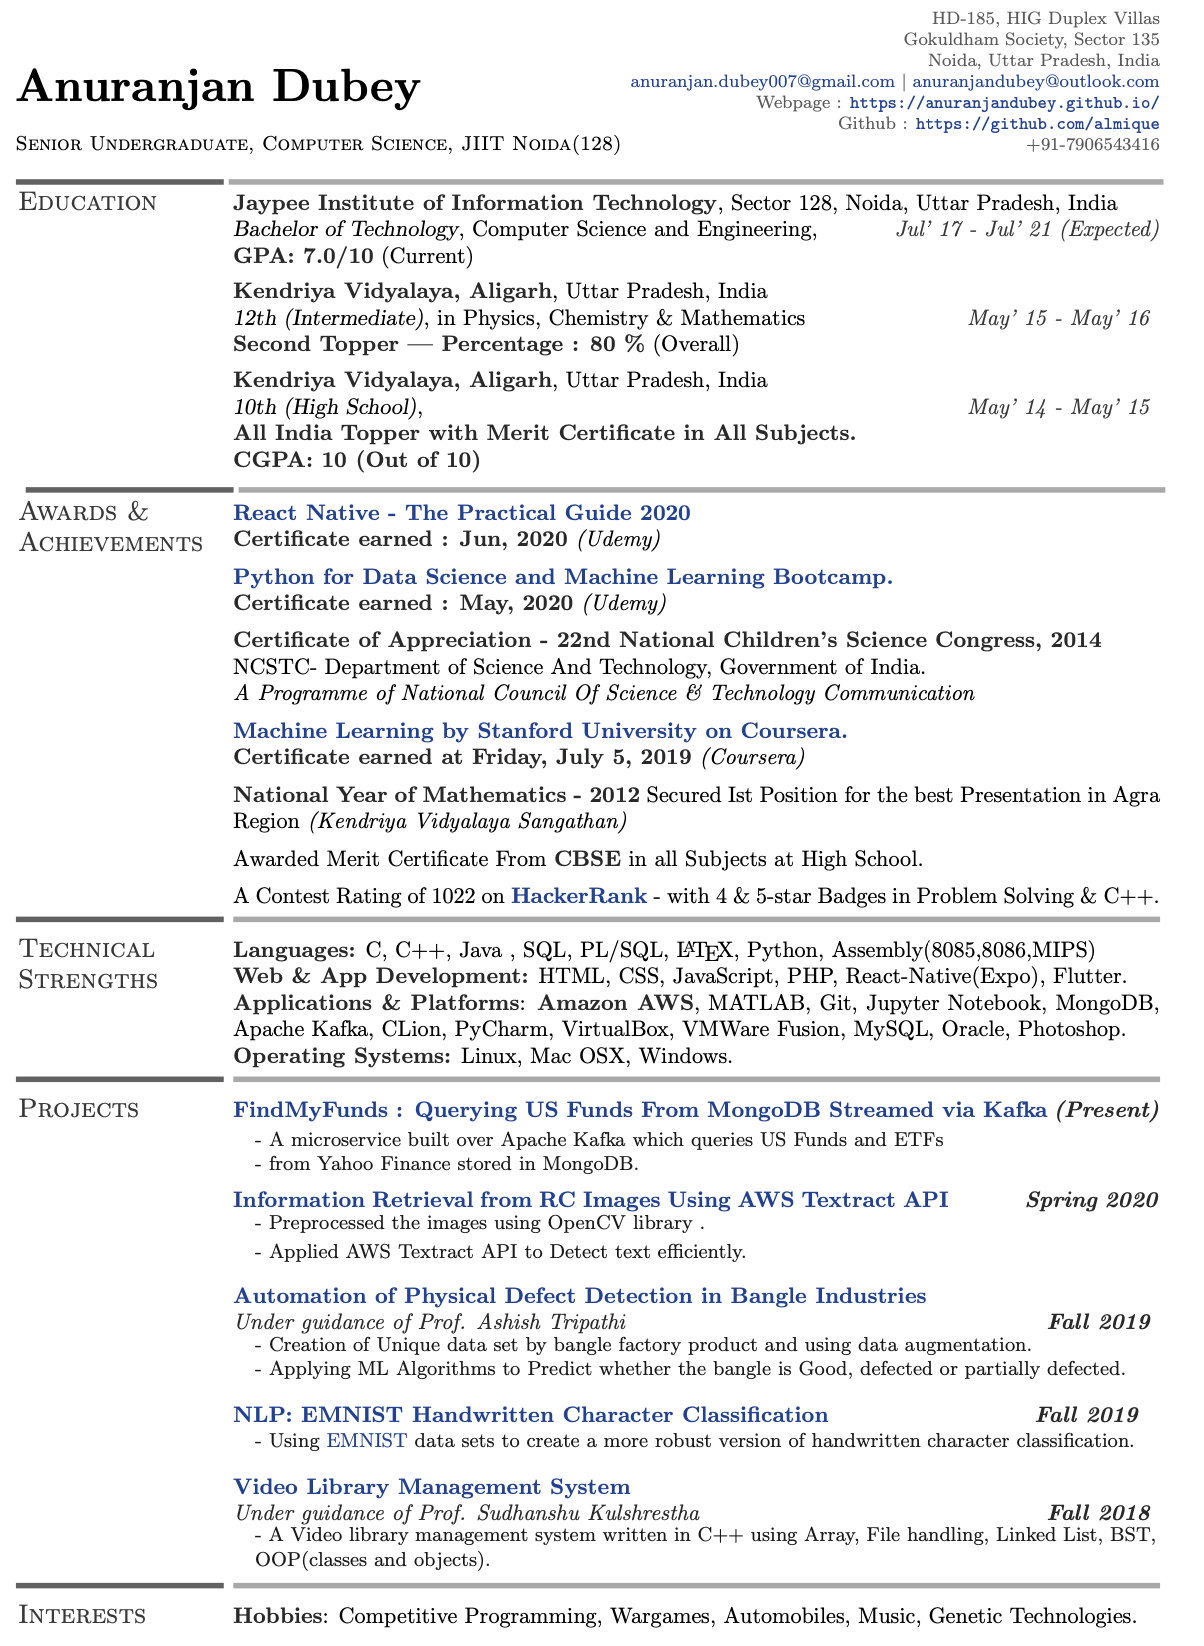 HD-185, HIG Duplex Villas
Gokuldham Society, Sector 135
Noida, Uttar Pradesh, India
anuranjan.dubey007@gmail.com | anuranjandubey@outlook.com
Webpage : https://anuranjandubey.github.io/
Github : https://github.com/almique
+91-7906543416
Anuranjan Dubey
Senior Undergraduate, Computer Science, JIIT Noida(128)
Education
Jaypee Institute of Information Technology, Sector 128, Noida, Uttar Pradesh, India
Bachelor of Technology, Computer Science and Engineering, Jul' 17 - Jul' 21 (Expected)
GPA: 7.0/10 (Current)
Kendriya Vidyalaya, Aligarh, Uttar Pradesh, India
12th (Intermediate), in Physics, Chemistry & Mathematics May' 15 - May' 16
Second Topper — Percentage : 80 % (Overall)
Kendriya Vidyalaya, Aligarh, Uttar Pradesh, India
10th (High School), May' 14 - May' 15
All India Topper with Merit Certificate in All Subjects.
CGPA: 10 (Out of 10)
Awards &
Achievements
React Native - The Practical Guide 2020
Certificate earned : Jun, 2020 (Udemy)
Python for Data Science and Machine Learning Bootcamp.
Certificate earned : May, 2020 (Udemy)
Certificate of Appreciation - 22nd National Children's Science Congress, 2014
NCSTC- Department of Science And Technology, Government of India.
A Programme of National Council Of Science & Technology Communication
Machine Learning by Stanford University on Coursera.
Certificate earned at Friday, July 5, 2019 (Coursera)
National Year of Mathematics - 2012 Secured Ist Position for the best Presentation in Agra
Region (Kendriya Vidyalaya Sangathan)
Awarded Merit Certificate From CBSE in all Subjects at High School.
A Contest Rating of 1022 on HackerRank - with 4 & 5-star Badges in Problem Solving & C++.
Technical
Strengths
Languages: C, C++, Java , SQL, PL/SQL, LATEX, Python, Assembly(8085,8086,MIPS)
Web & App Development: HTML, CSS, JavaScript, PHP, React-Native(Expo), Flutter.
Applications & Platforms: Amazon AWS, MATLAB, Git, Jupyter Notebook, MongoDB,
Apache Kafka, CLion, PyCharm, VirtualBox, VMWare Fusion, MySQL, Oracle, Photoshop.
Operating Systems: Linux, Mac OSX, Windows.
Projects
FindMyFunds : Querying US Funds From MongoDB Streamed via Kafka (Present)
- A microservice built over Apache Kafka which queries US Funds and ETFs
- from Yahoo Finance stored in MongoDB.
Information Retrieval from RC Images Using AWS Textract API Spring 2020
- Preprocessed the images using OpenCV library .
- Applied AWS Textract API to Detect text efficiently.
Automation of Physical Defect Detection in Bangle Industries
Under guidance of Prof. Ashish Tripathi Fall 2019
- Creation of Unique data set by bangle factory product and using data augmentation.
- Applying ML Algorithms to Predict whether the bangle is Good, defected or partially defected.
NLP: EMNIST Handwritten Character Classification Fall 2019
- Using EMNIST data sets to create a more robust version of handwritten character classification.
Video Library Management System
Under guidance of Prof. Sudhanshu Kulshrestha Fall 2018
- A Video library management system written in C++ using Array, File handling, Linked List, BST,
OOP(classes and objects).
Interests
Hobbies: Competitive Programming, Wargames, Automobiles, Music, Genetic Technologies.